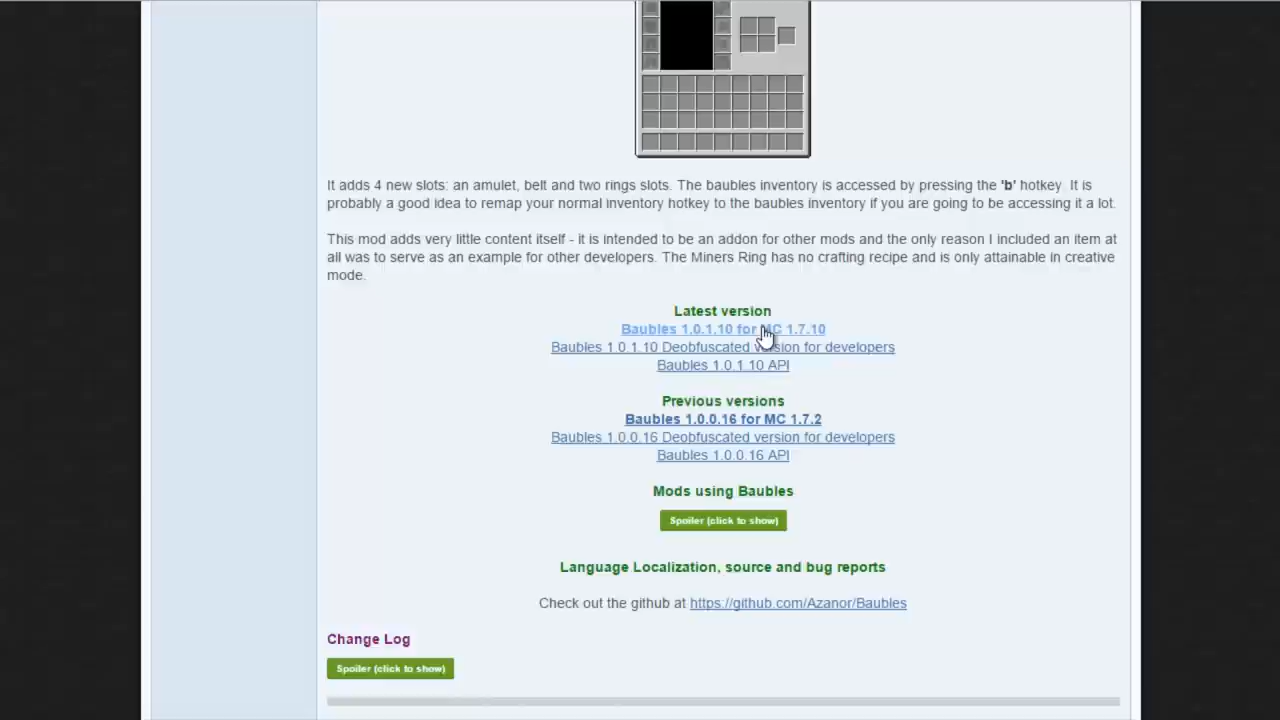 It adds 4 new slots: an amulet, belt and two rings slots. The baubles inventory is accessed by pressing the 'b' hotkey. It is
probably a good idea to remap your normal inventory hotkey to the baubles inventory if you are going to be accessing it a lot.
This mod adds very little content itself - it is intended to be an addon for other mods and the only reason I included an item at
all was to serve as an example for other developers. The Miners Ring has no crafting recipe and is only attainable in creative
mode.
Latest version
Baubles 1.0.1.10 for MC 1.7.10
Baubles 1.0.1.10 Deobfuscated version for developers
Baubles 1.0.1.10 API
Previous versions
Baubles 1.0.0.16 for MC 1.7.2
Baubles 1.0.0.16 Deobfuscated version for developers
Baubles 1.0.0.16 API
Mods using Baubles
Spoiler (click to show)
Language Localization, source and bug reports
Check out the github at https://github.com/Azanor/Baubles
Change Log
Spoiler (click to show)